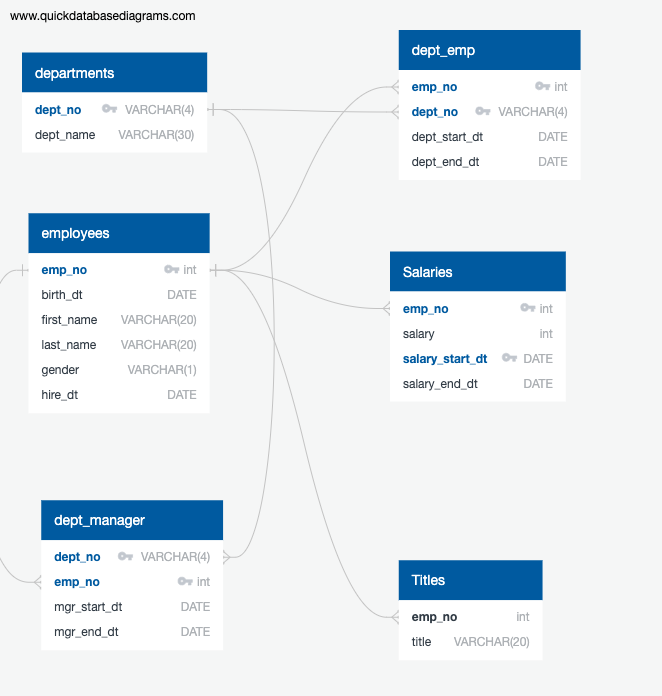 www.quickdatabasediagrams.com
departments
dept_no VARCHAR(4)
dept_name VARCHAR(30)
employees
emp_no int
birth_dt DATE
first_name VARCHAR(20)
last_name VARCHAR(20)
gender VARCHAR(1)
hire_dt DATE
dept_manager
dept_no VARCHAR(4)
emp_no int
mgr_start_dt DATE
mgr_end_dt DATE
dept_emp
emp_no int
dept_no VARCHAR(4)
dept_start_dt DATE
dept_end_dt DATE
Salaries
emp_no int
salary int
salary_start_dt DATE
salary_end_dt DATE
Titles
emp_no int
title VARCHAR(20)